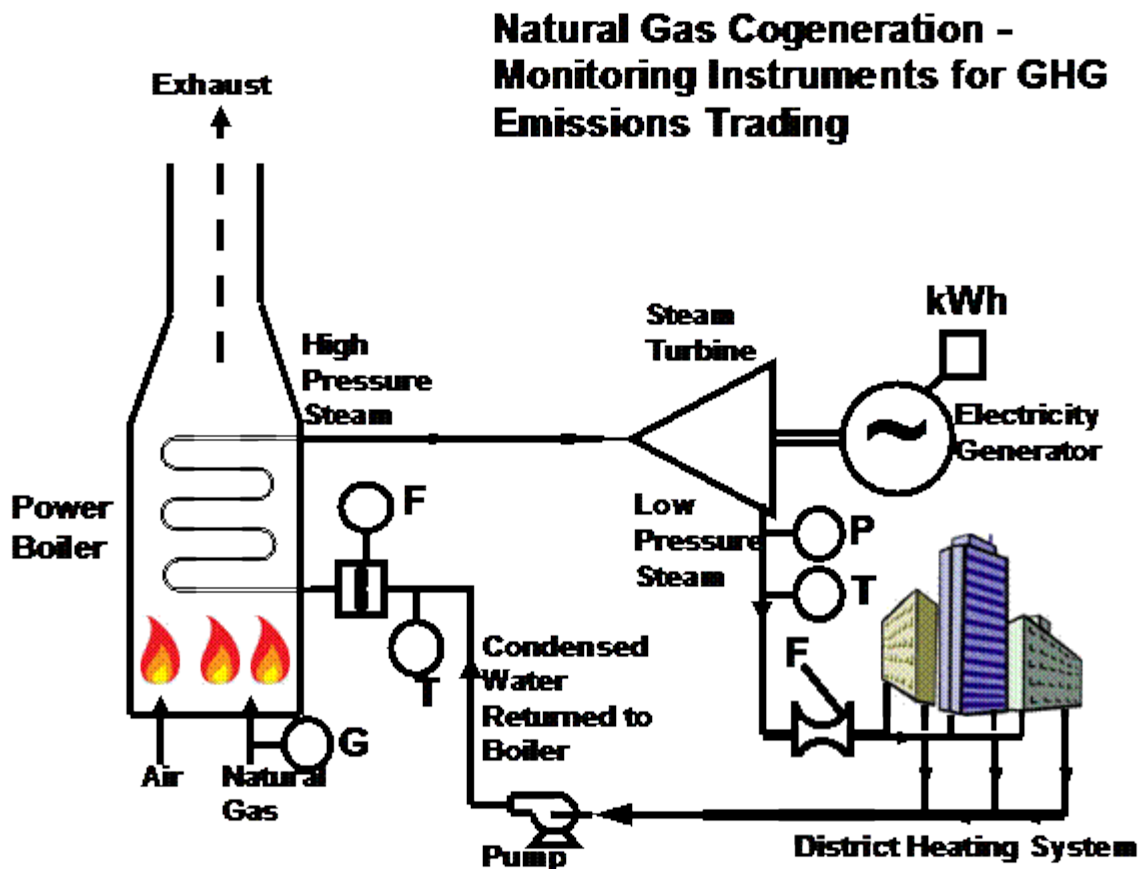 Natural Gas Cogeneration -
Monitoring Instruments for GHG
Emissions Trading
Exhaust
kWh
Steam
Turbine
High
Pressure
Steam
~
Electricity
Generator
Power
Boiler
F
Low
Pressure
Steam
P
T
T
Condensed
Water
Returned to
Boiler
F
G
Air
Natural
Gas
Pump
District Heating System